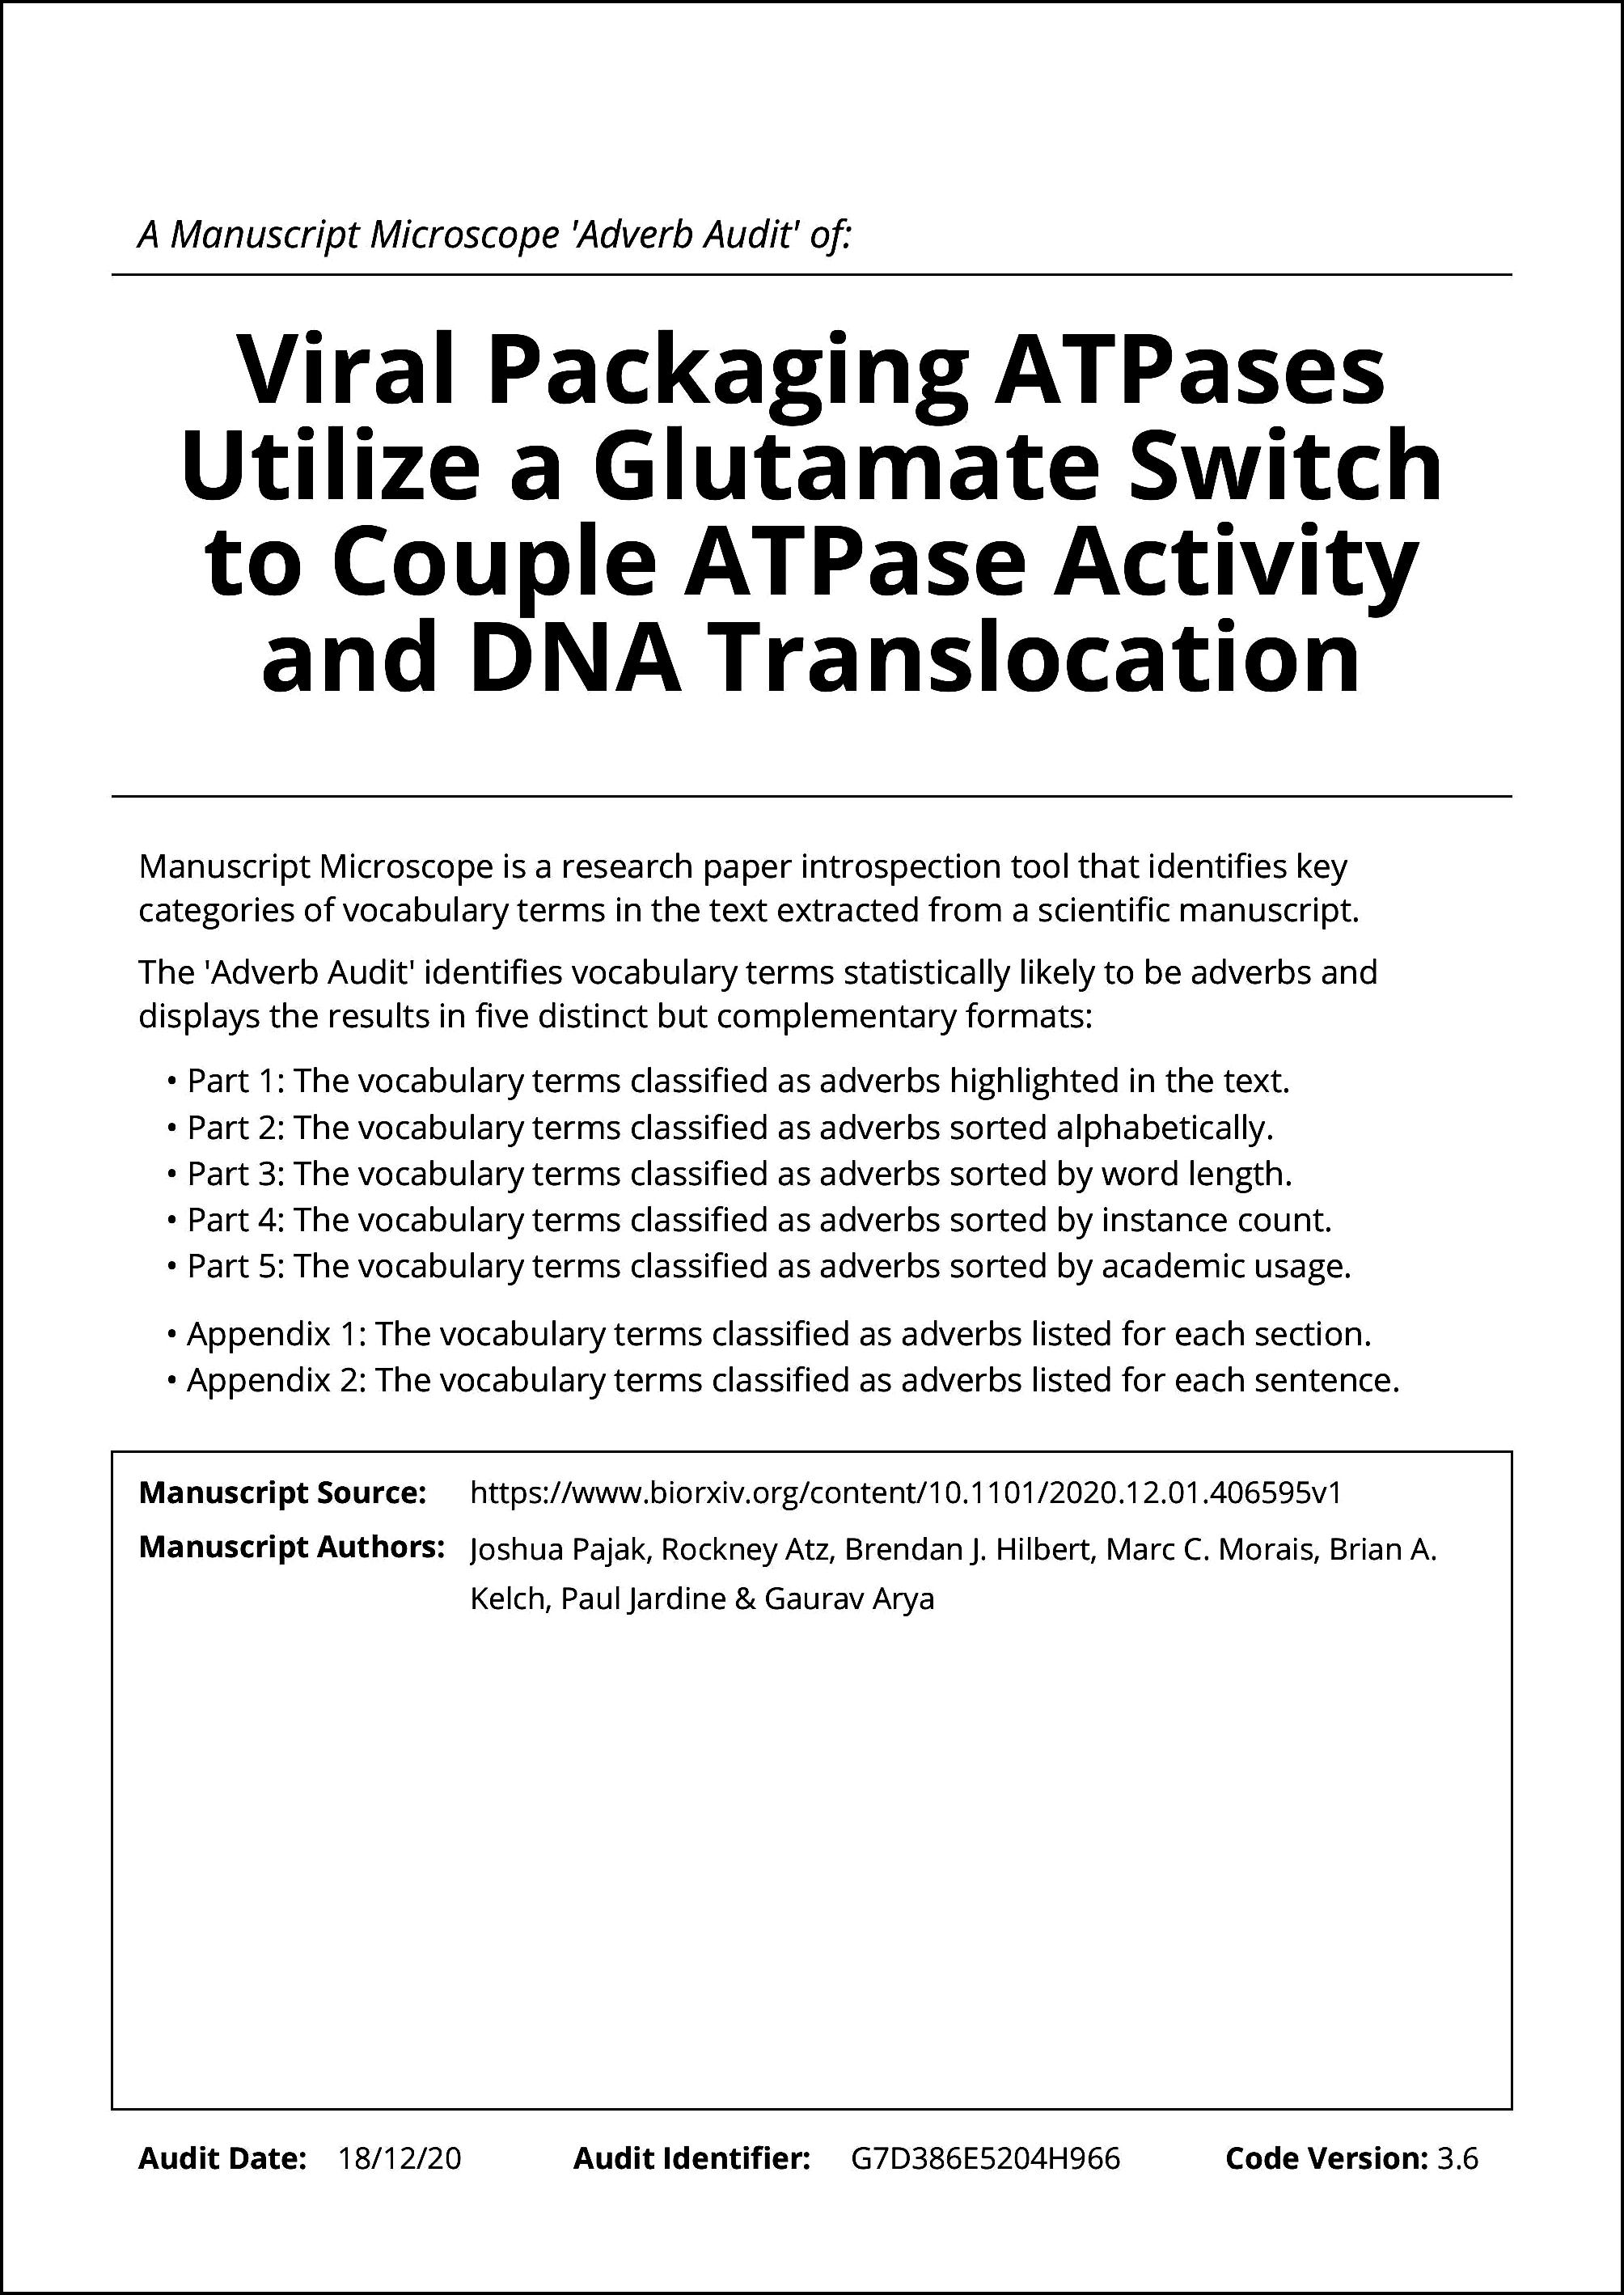 A Manuscript Microscope 'Adverb Audit' of:
Viral Packaging ATPases
Utilize a Glutamate Switch
to Couple ATPase Activity
and DNA Translocation
Manuscript Microscope is a research paper introspection tool that identifies key
categories of vocabulary terms in the text extracted from a scientific manuscript.
The 'Adverb Audit' identifies vocabulary terms statistically likely to be adverbs and
displays the results in five distinct but complementary formats:
• Part 1: The vocabulary terms classified as adverbs highlighted in the text.
• Part 2: The vocabulary terms classified as adverbs sorted alphabetically.
• Part 3: The vocabulary terms classified as adverbs sorted by word length.
• Part 4: The vocabulary terms classified as adverbs sorted by instance count.
• Part 5: The vocabulary terms classified as adverbs sorted by academic usage.
• Appendix 1: The vocabulary terms classified as adverbs listed for each section.
• Appendix 2: The vocabulary terms classified as adverbs listed for each sentence.
Manuscript Source: https://www.biorxiv.org/content/10.1101/2020.12.01.406595v1
Manuscript Authors: Joshua Pajak, Rockney Atz, Brendan J. Hilbert, Marc C. Morais, Brian A.
Kelch, Paul Jardine & Gaurav Arya
Audit Date: 18/12/20 Audit Identifier: G7D386E5204H966 Code Version: 3.6